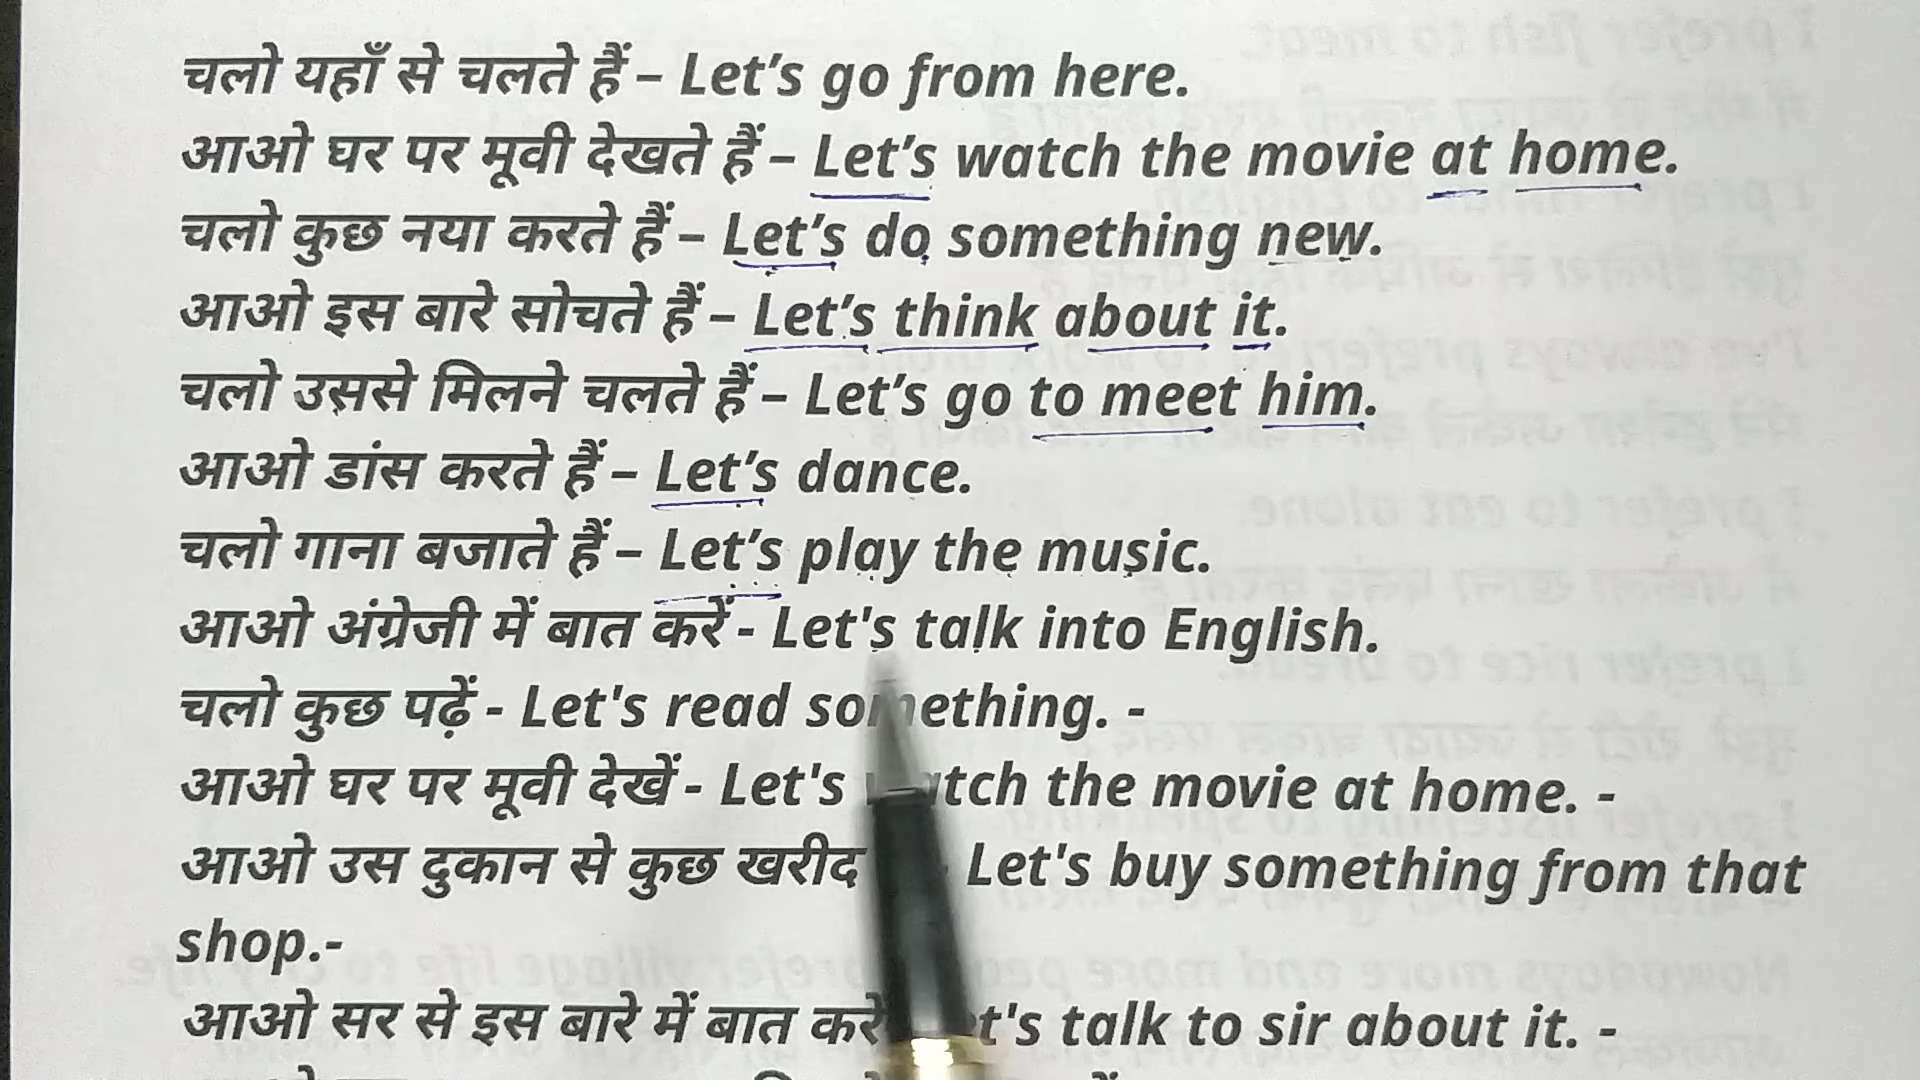 चलो यहाँ से चलते हैं – Let’s go from here.
आओ घर पर मूवी देखते हैं – Let’s watch the movie at home.
चलो कुछ नया करते हैं – Let’s do something new.
आओ इस बारे सोचते हैं – Let’s think about it.
चलो उससे मिलने चलते हैं – Let’s go to meet him.
आओ डांस करते हैं – Let’s dance.
चलो गाना बजाते हैं – Let’s play the music.
आओ अंग्रेजी में बात करें - Let's talk into English.
चलो कुछ पढ़ें - Let's read something. -
आओ घर पर मूवी देखें - Let's watch the movie at home. -
आओ उस दुकान से कुछ Let's buy something from that
shop.-
आओ सर से इस बारे में बात करें Let's talk to sir about it. -